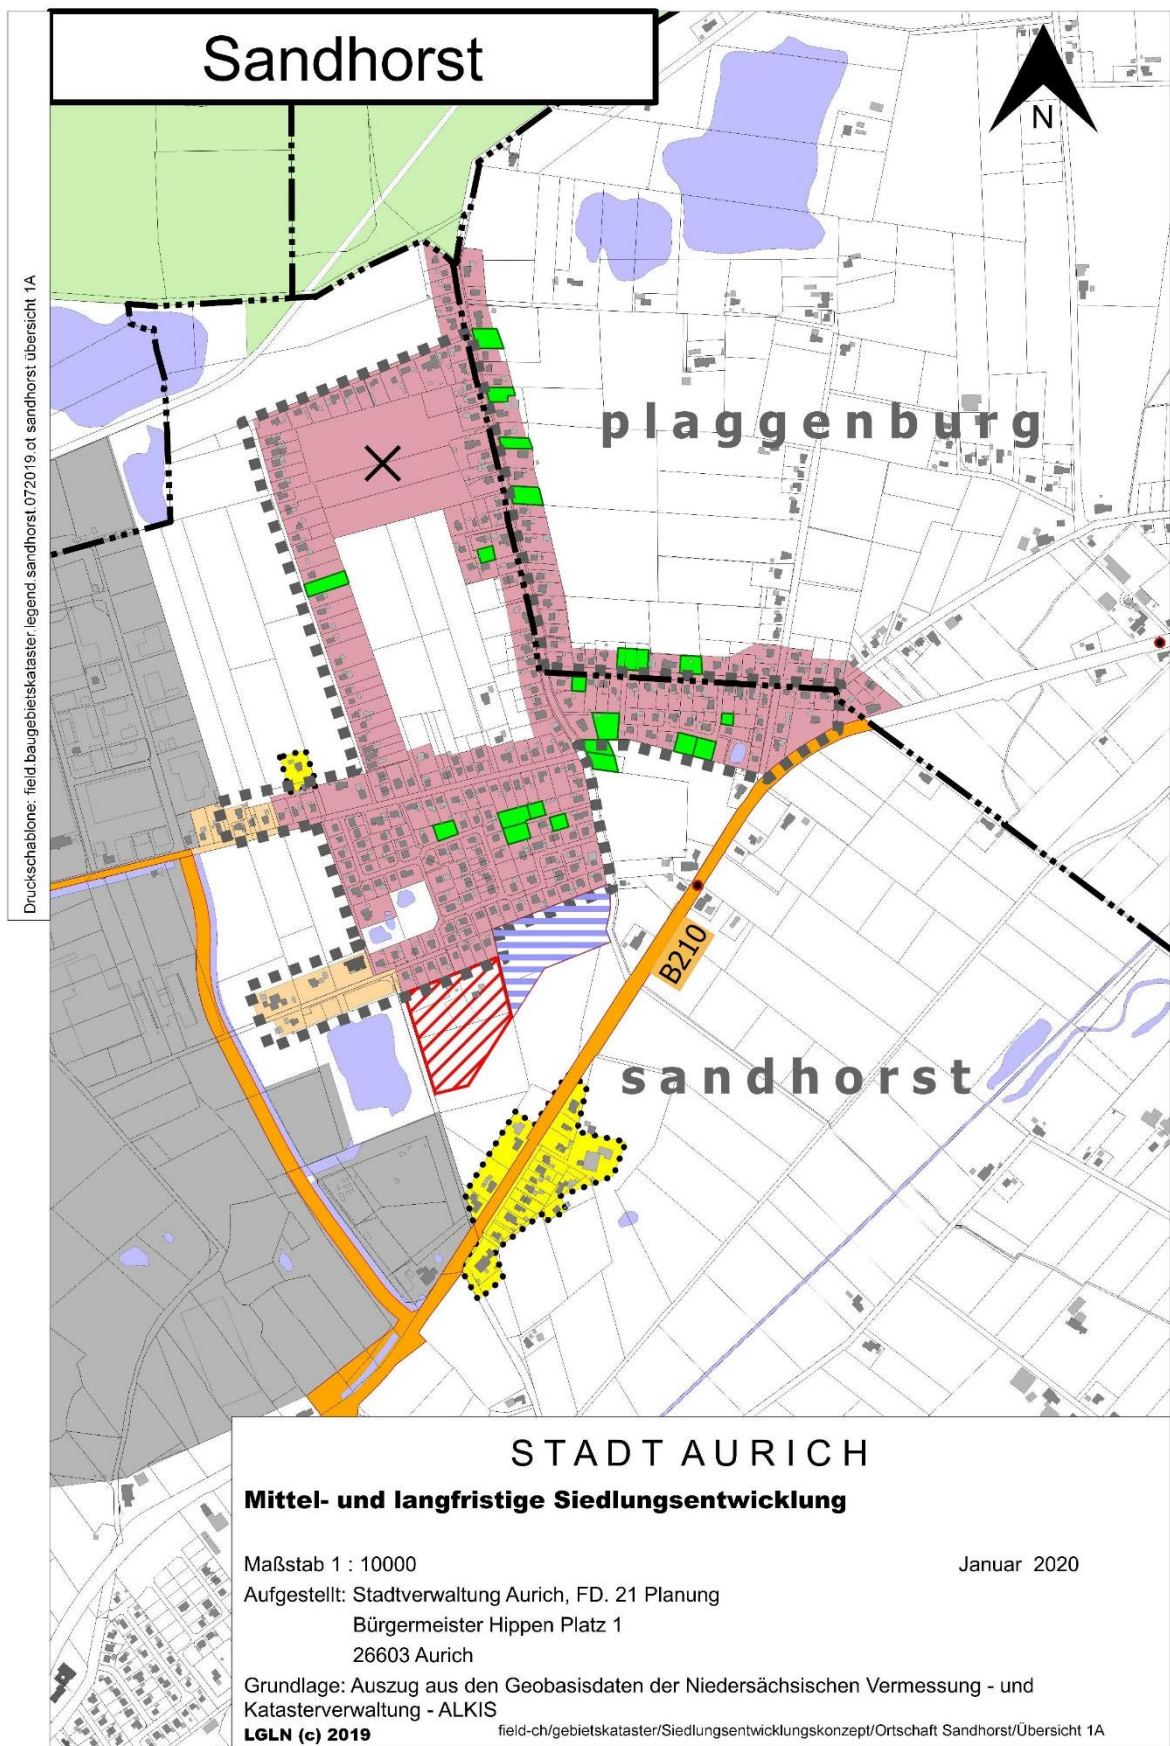 Sandhorst
N
Druckschablone: field.baugebietskataster.legend.sandhorst.072019.ot sandhorst übersicht 1A
plaggenburg
B210
sandhorst
STADT AURICH
Mittel- und langfristige Siedlungsentwicklung
Maßstab 1 : 10000
Januar 2020
Aufgestellt: Stadtverwaltung Aurich, FD. 21 Planung
Bürgermeister Hippen Platz 1
26603 Aurich
Grundlage: Auszug aus den Geobasisdaten der Niedersächsischen Vermessung - und
Katasterverwaltung - ALKIS
LGLN (c) 2019
field-ch/gebietskataster/Siedlungsentwicklungskonzept/Ortschaft Sandhorst/Übersicht 1A